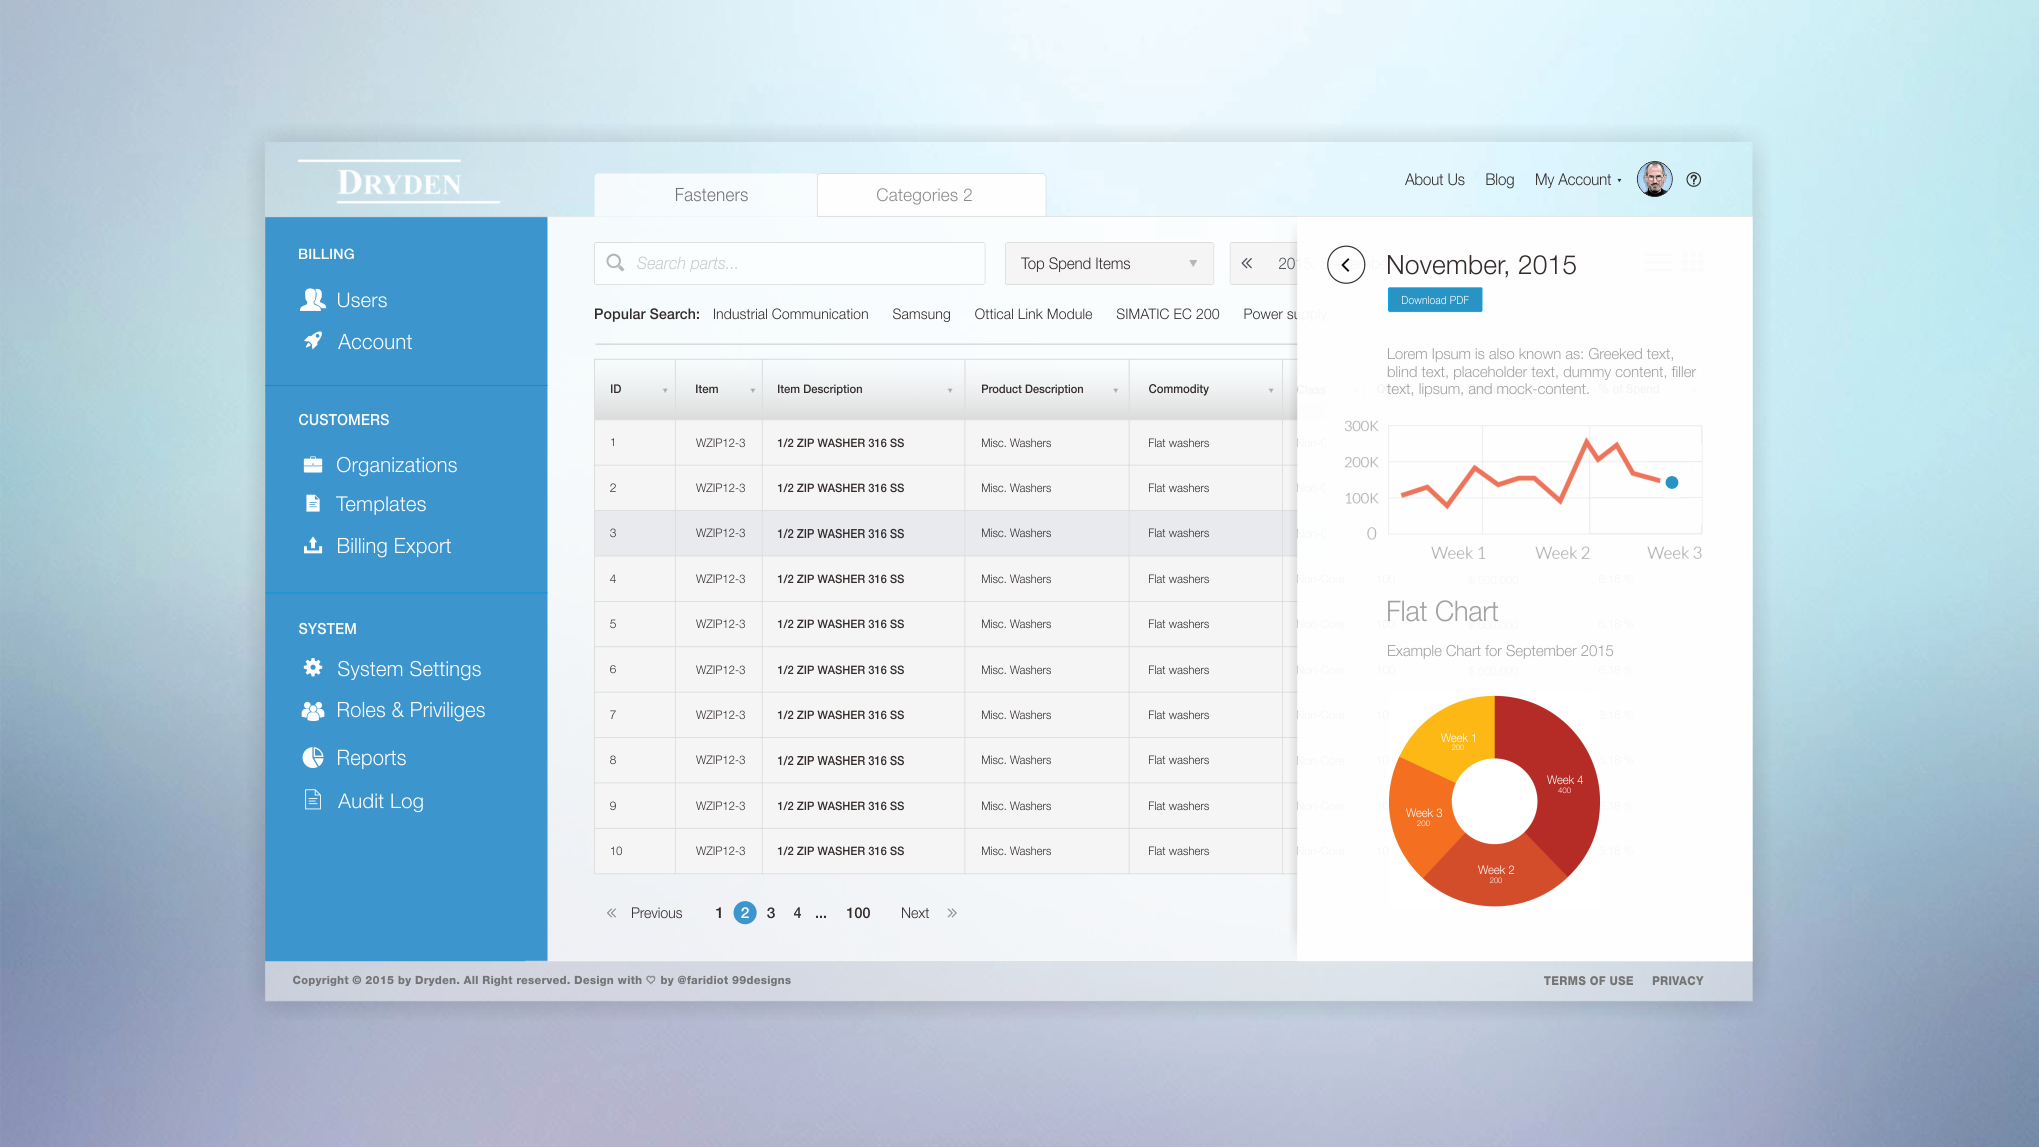 DRYDEN
Fasteners
Categories 2
About Us
Blog
My Account
BILLING
Users
Account
CUSTOMERS
Organizations
Templates
Billing Export
SYSTEM
System Settings
Roles & Priviliges
Reports
Audit Log
Search parts...
Top Spend Items
«
Popular Search: Industrial Communication Samsung Ottical Link Module SIMATIC EC 200 Power
ID Item Item Description Product Description Commodity
1 WZIP12-3 1/2 ZIP WASHER 316 SS Misc. Washers Flat washers
2 WZIP12-3 1/2 ZIP WASHER 316 SS Misc. Washers Flat washers
3 WZIP12-3 1/2 ZIP WASHER 316 SS Misc. Washers Flat washers
4 WZIP12-3 1/2 ZIP WASHER 316 SS Misc. Washers Flat washers
5 WZIP12-3 1/2 ZIP WASHER 316 SS Misc. Washers Flat washers
6 WZIP12-3 1/2 ZIP WASHER 316 SS Misc. Washers Flat washers
7 WZIP12-3 1/2 ZIP WASHER 316 SS Misc. Washers Flat washers
8 WZIP12-3 1/2 ZIP WASHER 316 SS Misc. Washers Flat washers
9 WZIP12-3 1/2 ZIP WASHER 316 SS Misc. Washers Flat washers
10 WZIP12-3 1/2 ZIP WASHER 316 SS Misc. Washers Flat washers
« Previous 1 2 3 4 ... 100 Next »
November, 2015
Download PDF
Lorem Ipsum is also known as: Greeked text,
blind text, placeholder text, dummy content, filler
text, lipsum, and mock-content.
300K
200K
100K
0
Week 1 Week 2 Week 3
Flat Chart
Example Chart for September 2015
Week 1
200
Week 4
400
Week 3
200
Week 2
200
Copyright © 2015 by Dryden. All Right reserved. Design with ♡ by @faridiot 99designs
TERMS OF USE PRIVACY